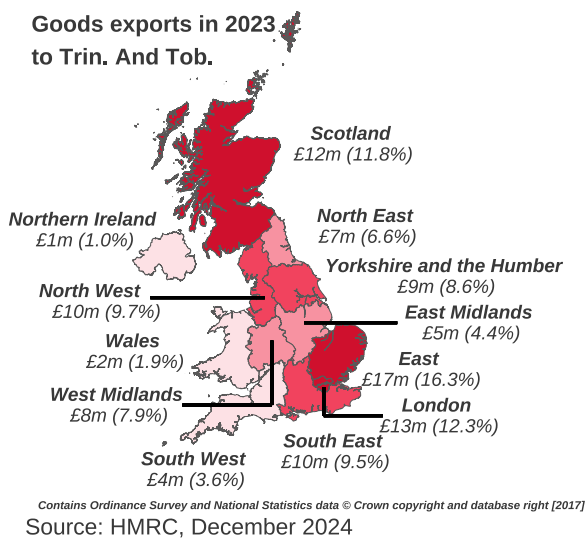 Goods exports in 2023
to Trin. And Tob.
Scotland
£12m (11.8%)
Northern Ireland
£1m (1.0%)
North East
£7m (6.6%)
Yorkshire and the Humber
£9m (8.6%)
North West
£10m (9.7%)
East Midlands
£5m (4.4%)
Wales
£2m (1.9%)
East
£17m (16.3%)
West Midlands
£8m (7.9%)
London
£13m (12.3%)
South East
£10m (9.5%)
South West
£4m (3.6%)
Contains Ordinance Survey and National Statistics data © Crown copyright and database right [2017]
Source: HMRC, December 2024